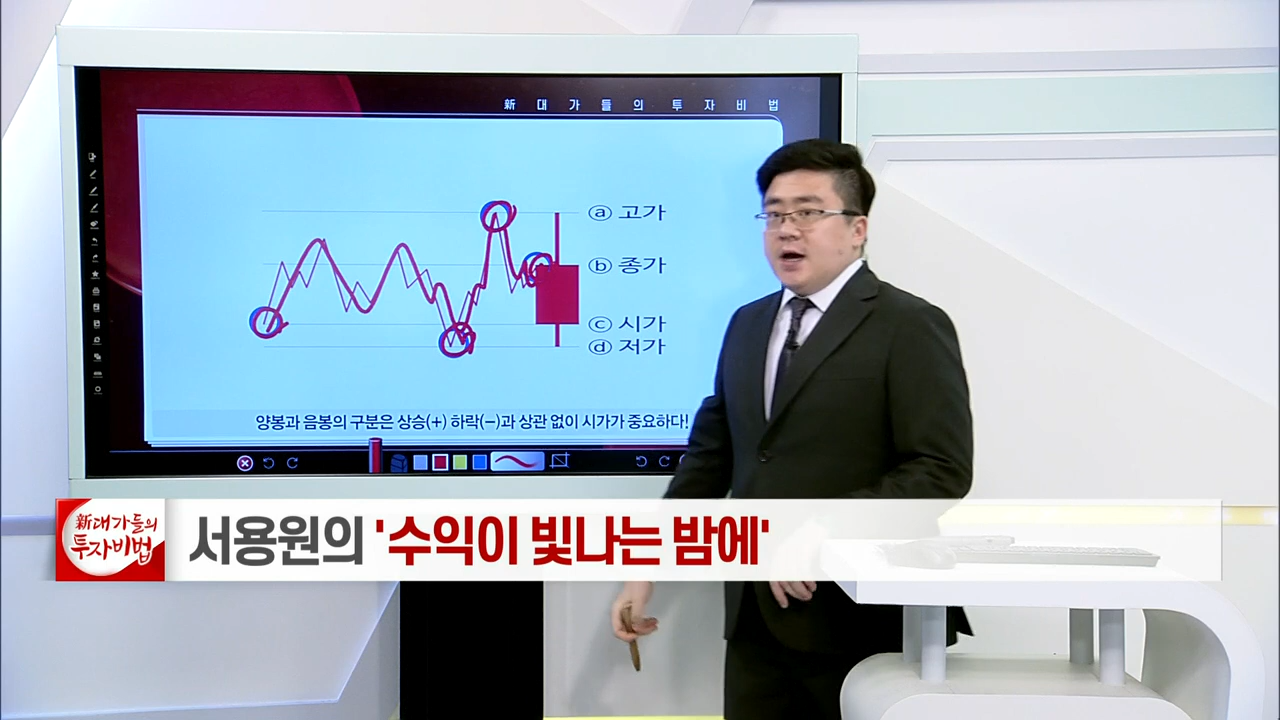 新 대 가 들 의 투 자 비 법
ⓐ 고가
ⓑ 종가
ⓒ 시가
ⓓ 저가
양봉과 음봉의 구분은 상승(+) 하락(-)과 상관 없이 시가가 중요하다!
新대가들의
투자비법
서용원의 '수익이 빛나는 밤에'